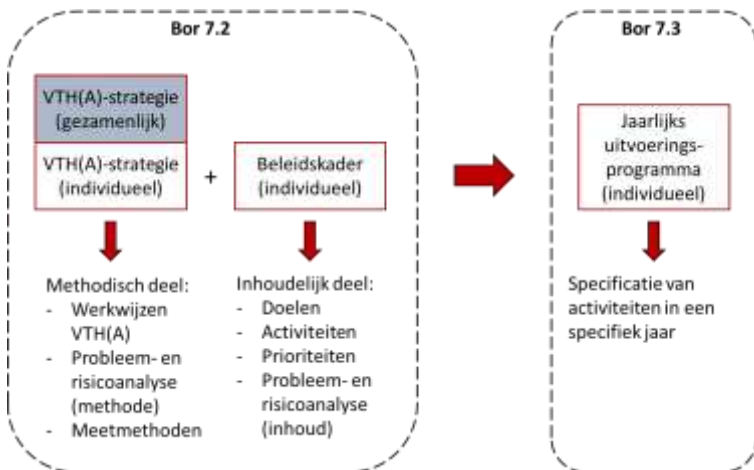 Bor 7.2
VTH(A)-strategie
(gezamenlijk)
VTH(A)-strategie
(individueel)
+
Beleidskader
(individueel)
Methodisch deel:
- Werkwijzen
VTH(A)
- Probleem- en
risicoanalyse
(methode)
- Meetmethoden
Inhoudelijk deel:
- Doelen
- Activiteiten
- Prioriteiten
- Probleem- en
risicoanalyse
(inhoud)
Bor 7.3
Jaarlijks
uitvoerings-
programma
(individueel)
Specificatie van
activiteiten in een
specifiek jaar